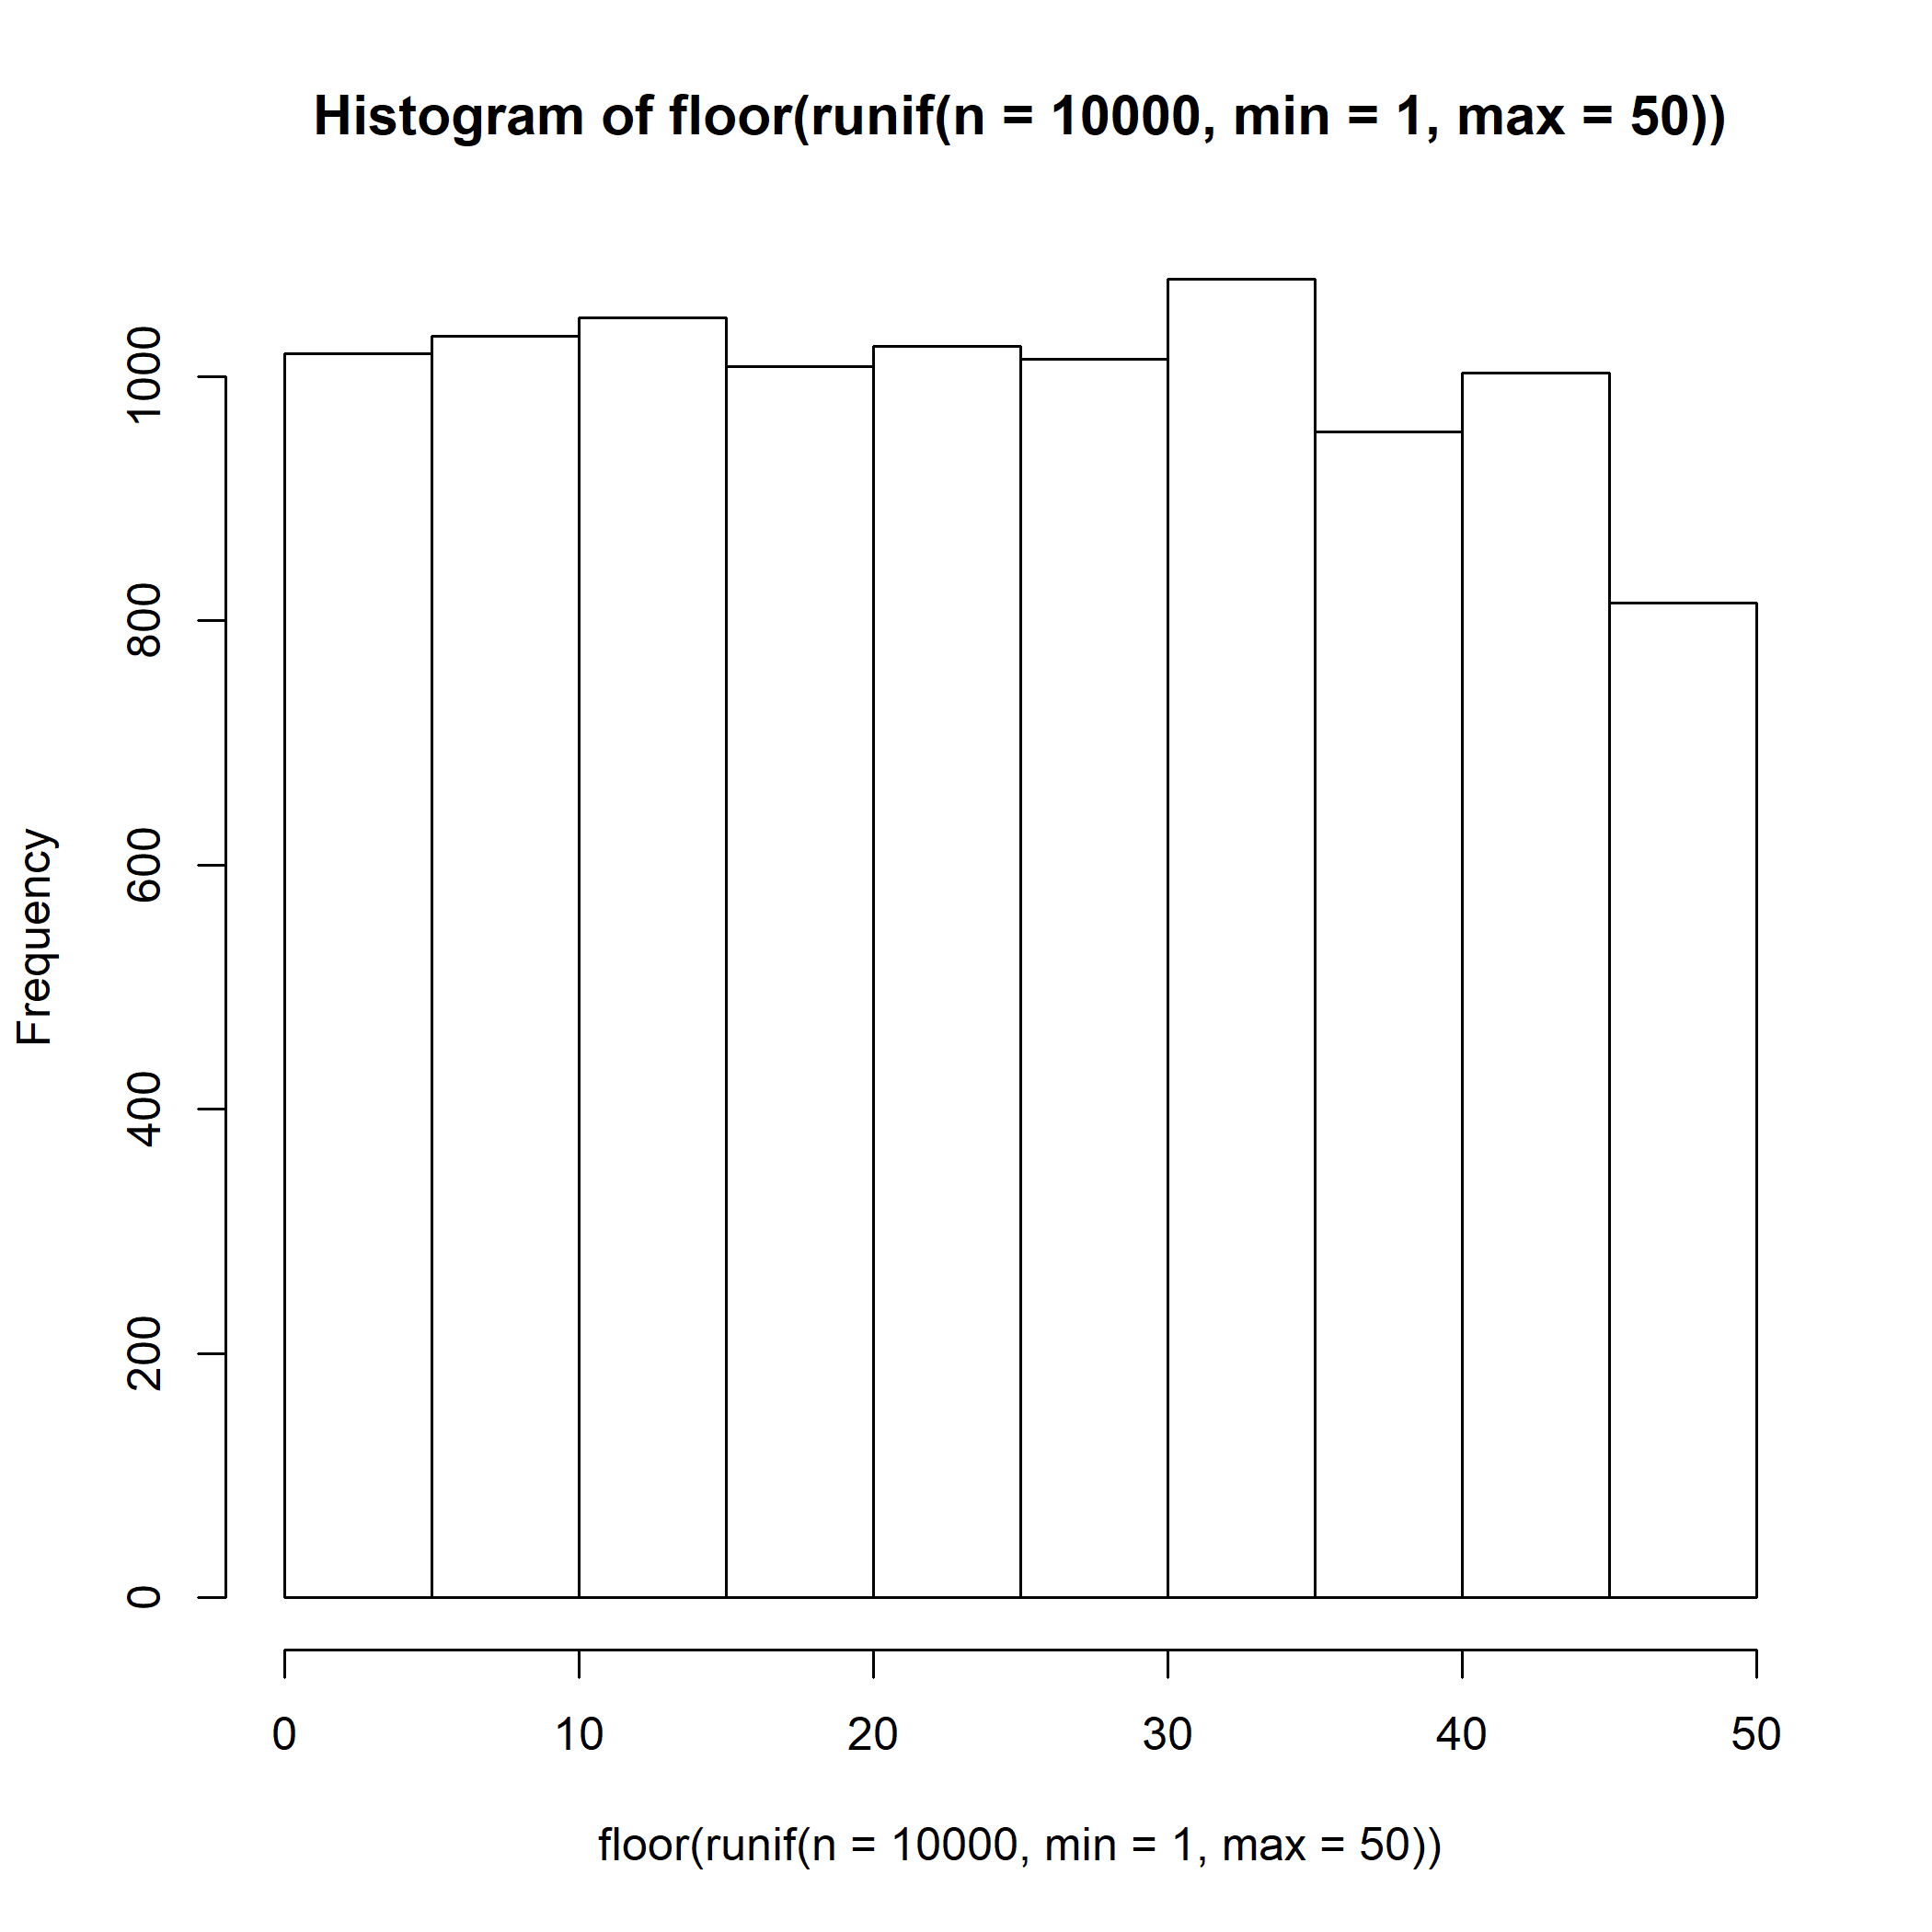 Histogram of floor(runif(n = 10000, min = 1, max = 50))
Frequency
1000
800
600
400
200
0
0 10 20 30 40 50
floor(runif(n = 10000, min = 1, max = 50))